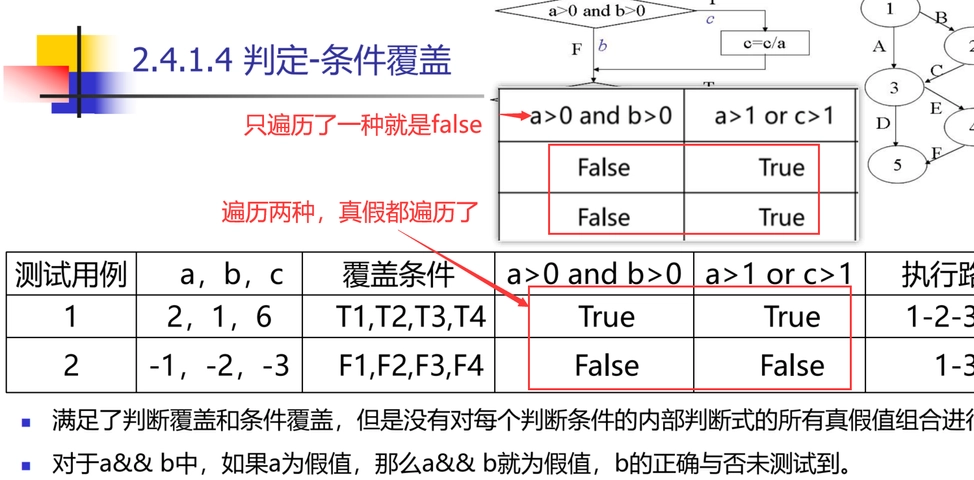 a>0 and b>0
c
1
B
2.4.1.4 判定-条件覆盖
F
b
c=c/a
A
2
C
3
E
只遍历了一种就是false
a>0 and b>0 a>1 or c>1
D
4
False True
5
F
遍历两种，真假都遍历了
False True
测试用例 a，b，c 覆盖条件 a>0 and b>0 a>1 or c>1 执行路
1 2，1，6 T1,T2,T3,T4 True True 1-2-3
2 -1，-2，-3 F1,F2,F3,F4 False False 1-3
满足了判断覆盖和条件覆盖，但是没有对每个判断条件的内部判断式的所有真假值组合进行
对于a&& b中，如果a为假值，那么a&& b就为假值，b的正确与否未测试到。